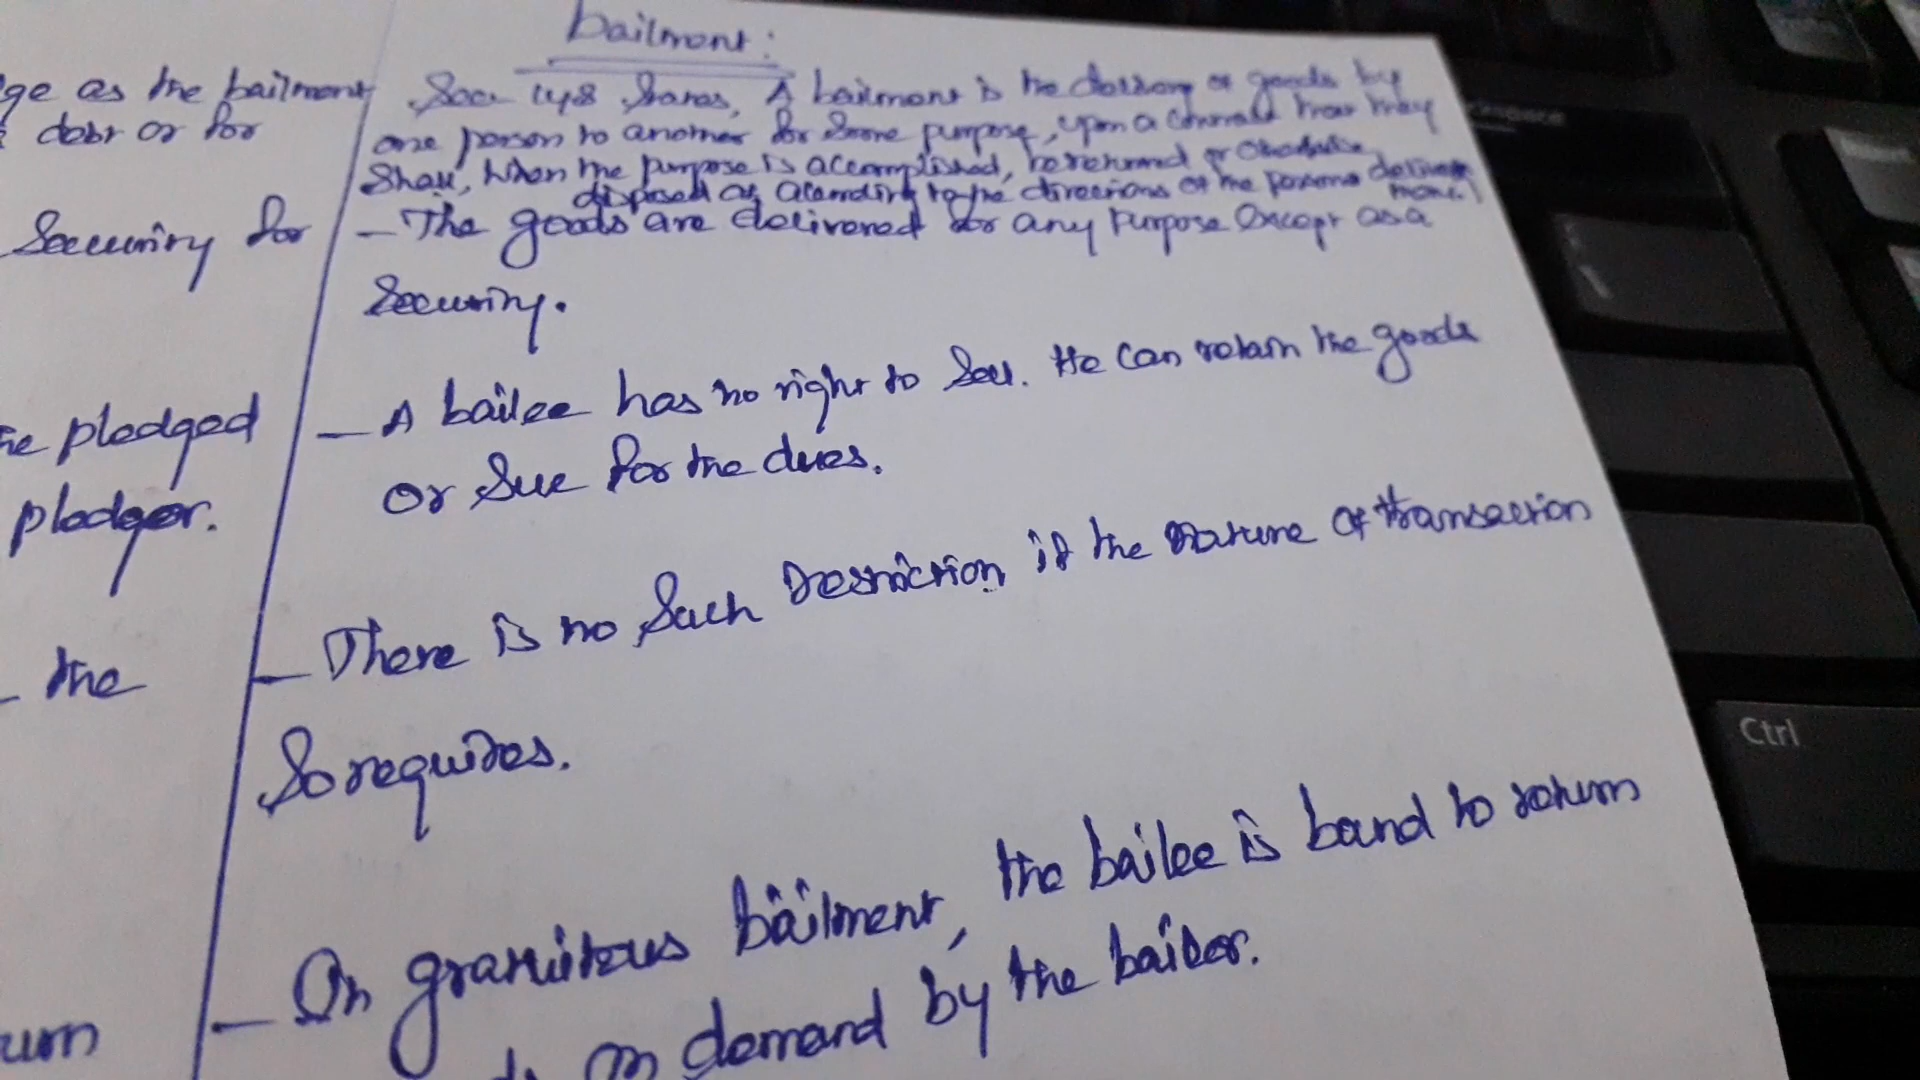 bailment:
ge as the bailment
debt or for
Security for
he pledged
pledger.
the
urn
Sec 148 States, A bailment is the delivery of goods by
one person to another for Some purpose, upon a Contract that they
Shall, when the purpose is accomplished, be returned or Otherwise
disposed of according to the directions of the person delivering
them.
- The goods are delivered for any Purpose Except as a
Security.
- A bailee has no right to Sell. He Can retain the goods
or Sue for the dues.
- There is no Such restriction if the nature of transaction
So requires.
- On gratuitous bailment, the bailee is bound to return
on demand by the bailor.
Ctrl